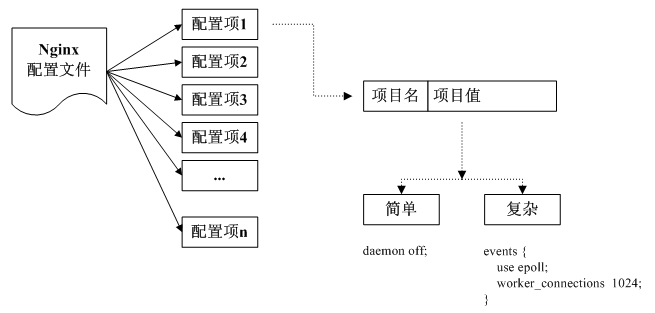 Nginx
配置文件
配置项1
配置项2
配置项3
配置项4
...
配置项n
项目名 项目值
简单 复杂
daemon off;
events {
use epoll;
worker_connections 1024;
}